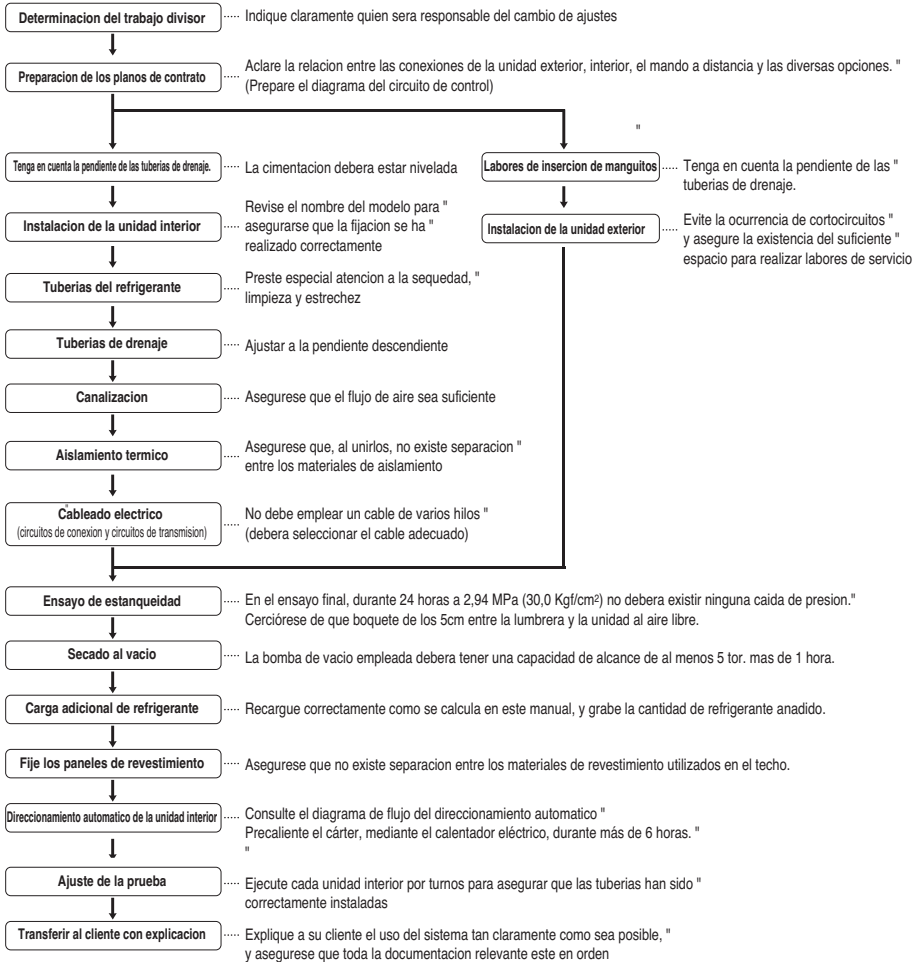 Determinacion del trabajo divisor ····· Indique claramente quien sera responsable del cambio de ajustes
Preparacion de los planos de contrato ····· Aclare la relacion entre las conexiones de la unidad exterior, interior, el mando a distancia y las diversas opciones. "
(Prepare el diagrama del circuito de control)
"
Tenga en cuenta la pendiente de las tuberias de drenaje. ····· La cimentacion debera estar nivelada
Labores de insercion de manguitos ····· Tenga en cuenta la pendiente de las "
tuberias de drenaje.
Instalacion de la unidad interior ····· Revise el nombre del modelo para "
asegurarse que la fijacion se ha "
realizado correctamente
Instalacion de la unidad exterior ····· Evite la ocurrencia de cortocircuitos "
y asegure la existencia del suficiente "
espacio para realizar labores de servicio
Tuberias del refrigerante ····· Preste especial atencion a la sequedad, "
limpieza y estrechez
Tuberias de drenaje ····· Ajustar a la pendiente descendiente
Canalizacion ····· Asegurese que el flujo de aire sea suficiente
Aislamiento termico ····· Asegurese que, al unirlos, no existe separacion "
entre los materiales de aislamiento
"
Cableado electrico
(circuitos de conexion y circuitos de transmision) ····· No debe emplear un cable de varios hilos "
(debera seleccionar el cable adecuado)
Ensayo de estanqueidad ····· En el ensayo final, durante 24 horas a 2,94 MPa (30,0 Kgf/cm²) no debera existir ninguna caida de presion."
Cerciórese de que boquete de los 5cm entre la lumbrera y la unidad al aire libre.
Secado al vacio ····· La bomba de vacio empleada debera tener una capacidad de alcance de al menos 5 tor. mas de 1 hora.
Carga adicional de refrigerante ····· Recargue correctamente como se calcula en este manual, y grabe la cantidad de refrigerante anadido.
Fije los paneles de revestimiento ····· Asegurese que no existe separacion entre los materiales de revestimiento utilizados en el techo.
Direccionamiento automatico de la unidad interior ····· Consulte el diagrama de flujo del direccionamiento automatico "
Precaliente el cárter, mediante el calentador eléctrico, durante más de 6 horas. "
"
Ajuste de la prueba ····· Ejecute cada unidad interior por turnos para asegurar que las tuberias han sido "
correctamente instaladas
Transferir al cliente con explicacion ····· Explique a su cliente el uso del sistema tan claramente como sea posible, "
y asegurese que toda la documentacion relevante este en orden